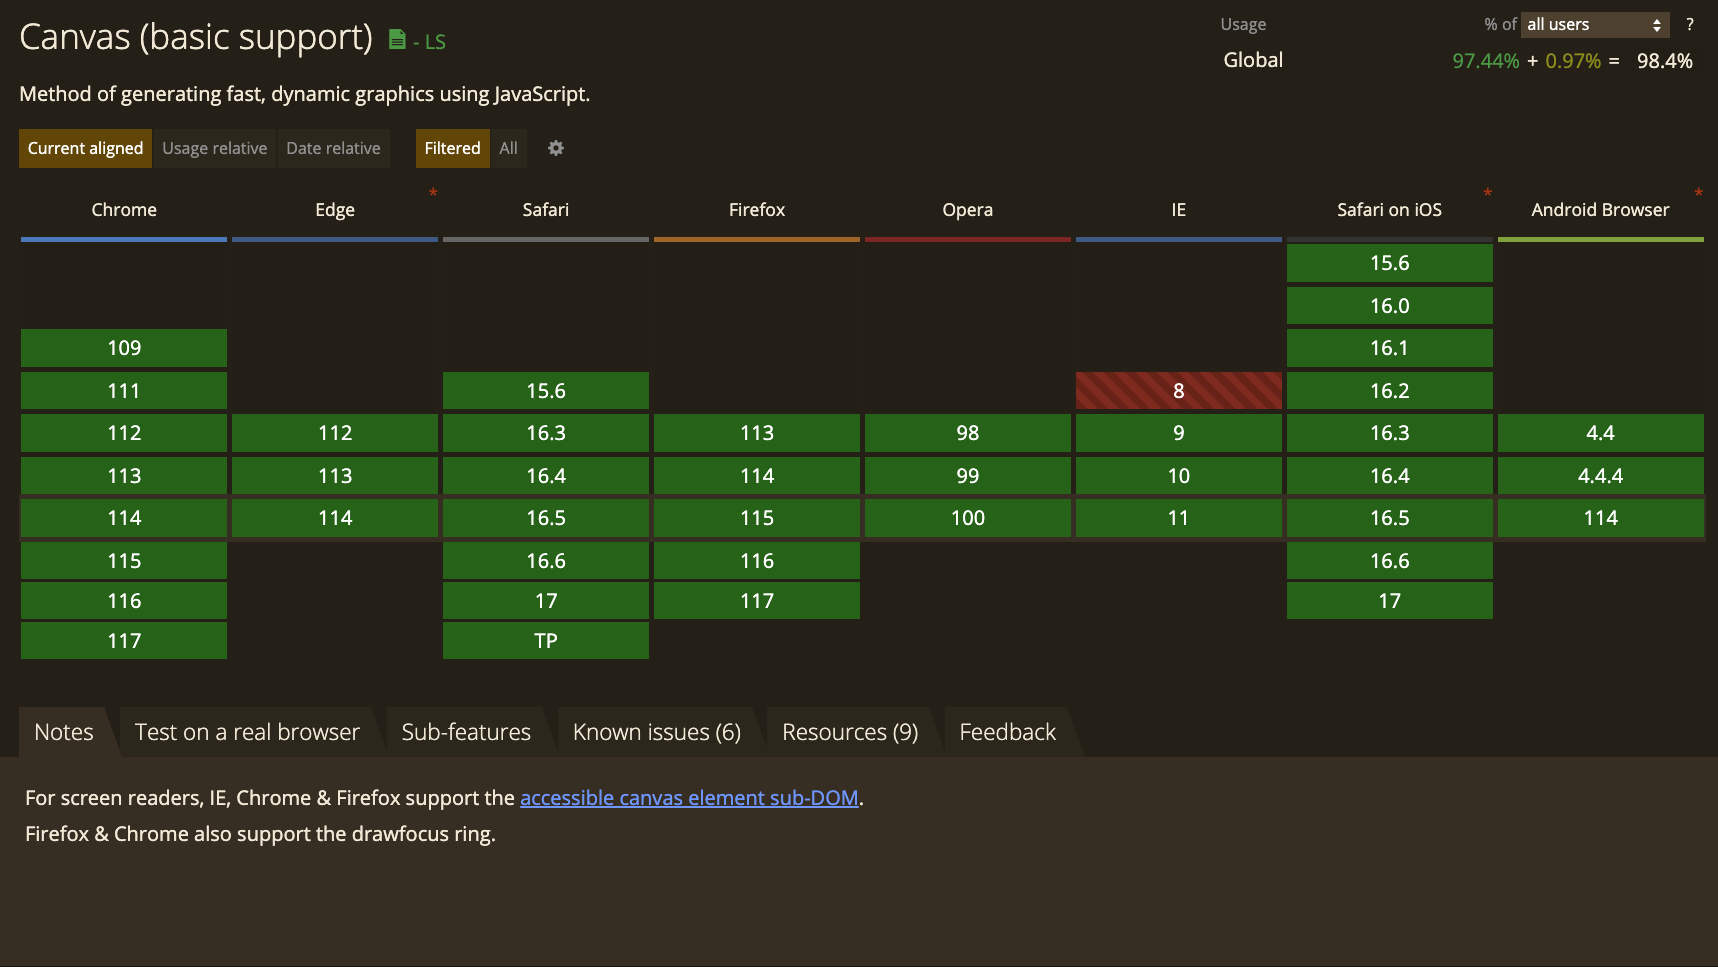 Canvas (basic support) - LS
Usage % of all users ?
Global 97.44% + 0.97% = 98.4%
Method of generating fast, dynamic graphics using JavaScript.
Current aligned Usage relative Date relative Filtered All
* * *
Chrome Edge Safari Firefox Opera IE Safari on iOS Android Browser
15.6
16.0
109 16.1
111 15.6 8 16.2
112 112 16.3 113 98 9 16.3 4.4
113 113 16.4 114 99 10 16.4 4.4.4
114 114 16.5 115 100 11 16.5 114
115 16.6 116 16.6
116 17 117 17
117 TP
Notes Test on a real browser Sub-features Known issues (6) Resources (9) Feedback
For screen readers, IE, Chrome & Firefox support the accessible canvas element sub-DOM.
Firefox & Chrome also support the drawfocus ring.